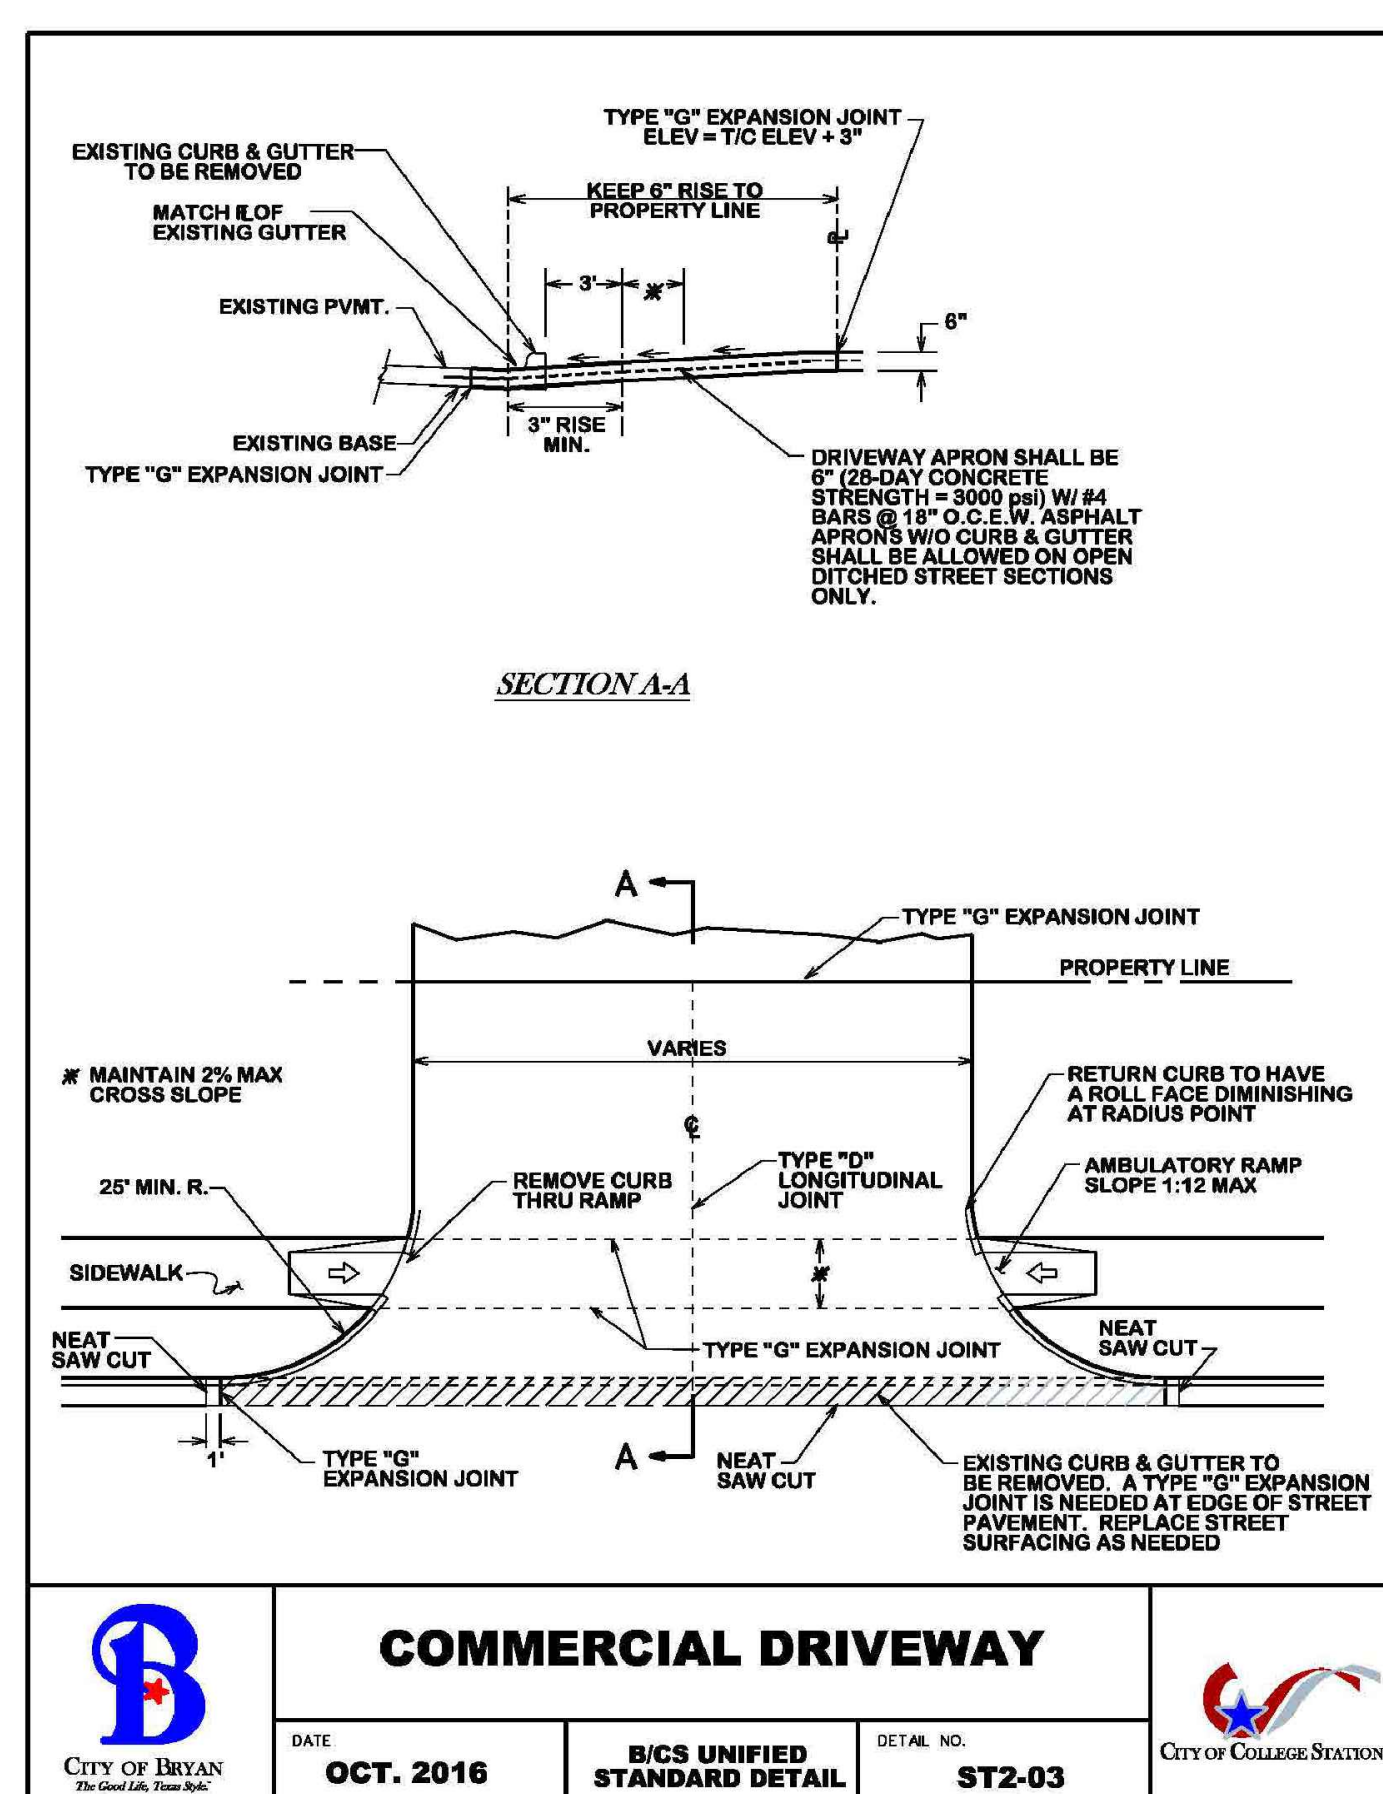 TYPE "G" EXPANSION JOINT
ELEV = T/C ELEV + 3"
EXISTING CURB & GUTTER
TO BE REMOVED
KEEP 6" RISE TO
PROPERTY LINE
MATCH FL OF
EXISTING GUTTER
PL
3'
*
EXISTING PVMT.
6"
3" RISE
MIN.
EXISTING BASE
TYPE "G" EXPANSION JOINT
DRIVEWAY APRON SHALL BE
6" (28-DAY CONCRETE
STRENGTH = 3000 psi) W/ #4
BARS @ 18" O.C.E.W. ASPHALT
APRONS W/O CURB & GUTTER
SHALL BE ALLOWED ON OPEN
DITCHED STREET SECTIONS
ONLY.
SECTION A-A
A
TYPE "G" EXPANSION JOINT
PROPERTY LINE
VARIES
* MAINTAIN 2% MAX
CROSS SLOPE
RETURN CURB TO HAVE
A ROLL FACE DIMINISHING
AT RADIUS POINT
CL
TYPE "D"
LONGITUDINAL
JOINT
AMBULATORY RAMP
SLOPE 1:12 MAX
REMOVE CURB
THRU RAMP
25' MIN. R.
SIDEWALK
*
NEAT
SAW CUT
TYPE "G" EXPANSION JOINT
NEAT
SAW CUT
1'
TYPE "G"
EXPANSION JOINT
A
NEAT
SAW CUT
EXISTING CURB & GUTTER TO
BE REMOVED. A TYPE "G" EXPANSION
JOINT IS NEEDED AT EDGE OF STREET
PAVEMENT. REPLACE STREET
SURFACING AS NEEDED
B
CITY OF BRYAN
The Good Life, Texas Style.™
COMMERCIAL DRIVEWAY
DATE
OCT. 2016
B/CS UNIFIED
STANDARD DETAIL
DETAIL NO.
ST2-03
CITY OF COLLEGE STATION